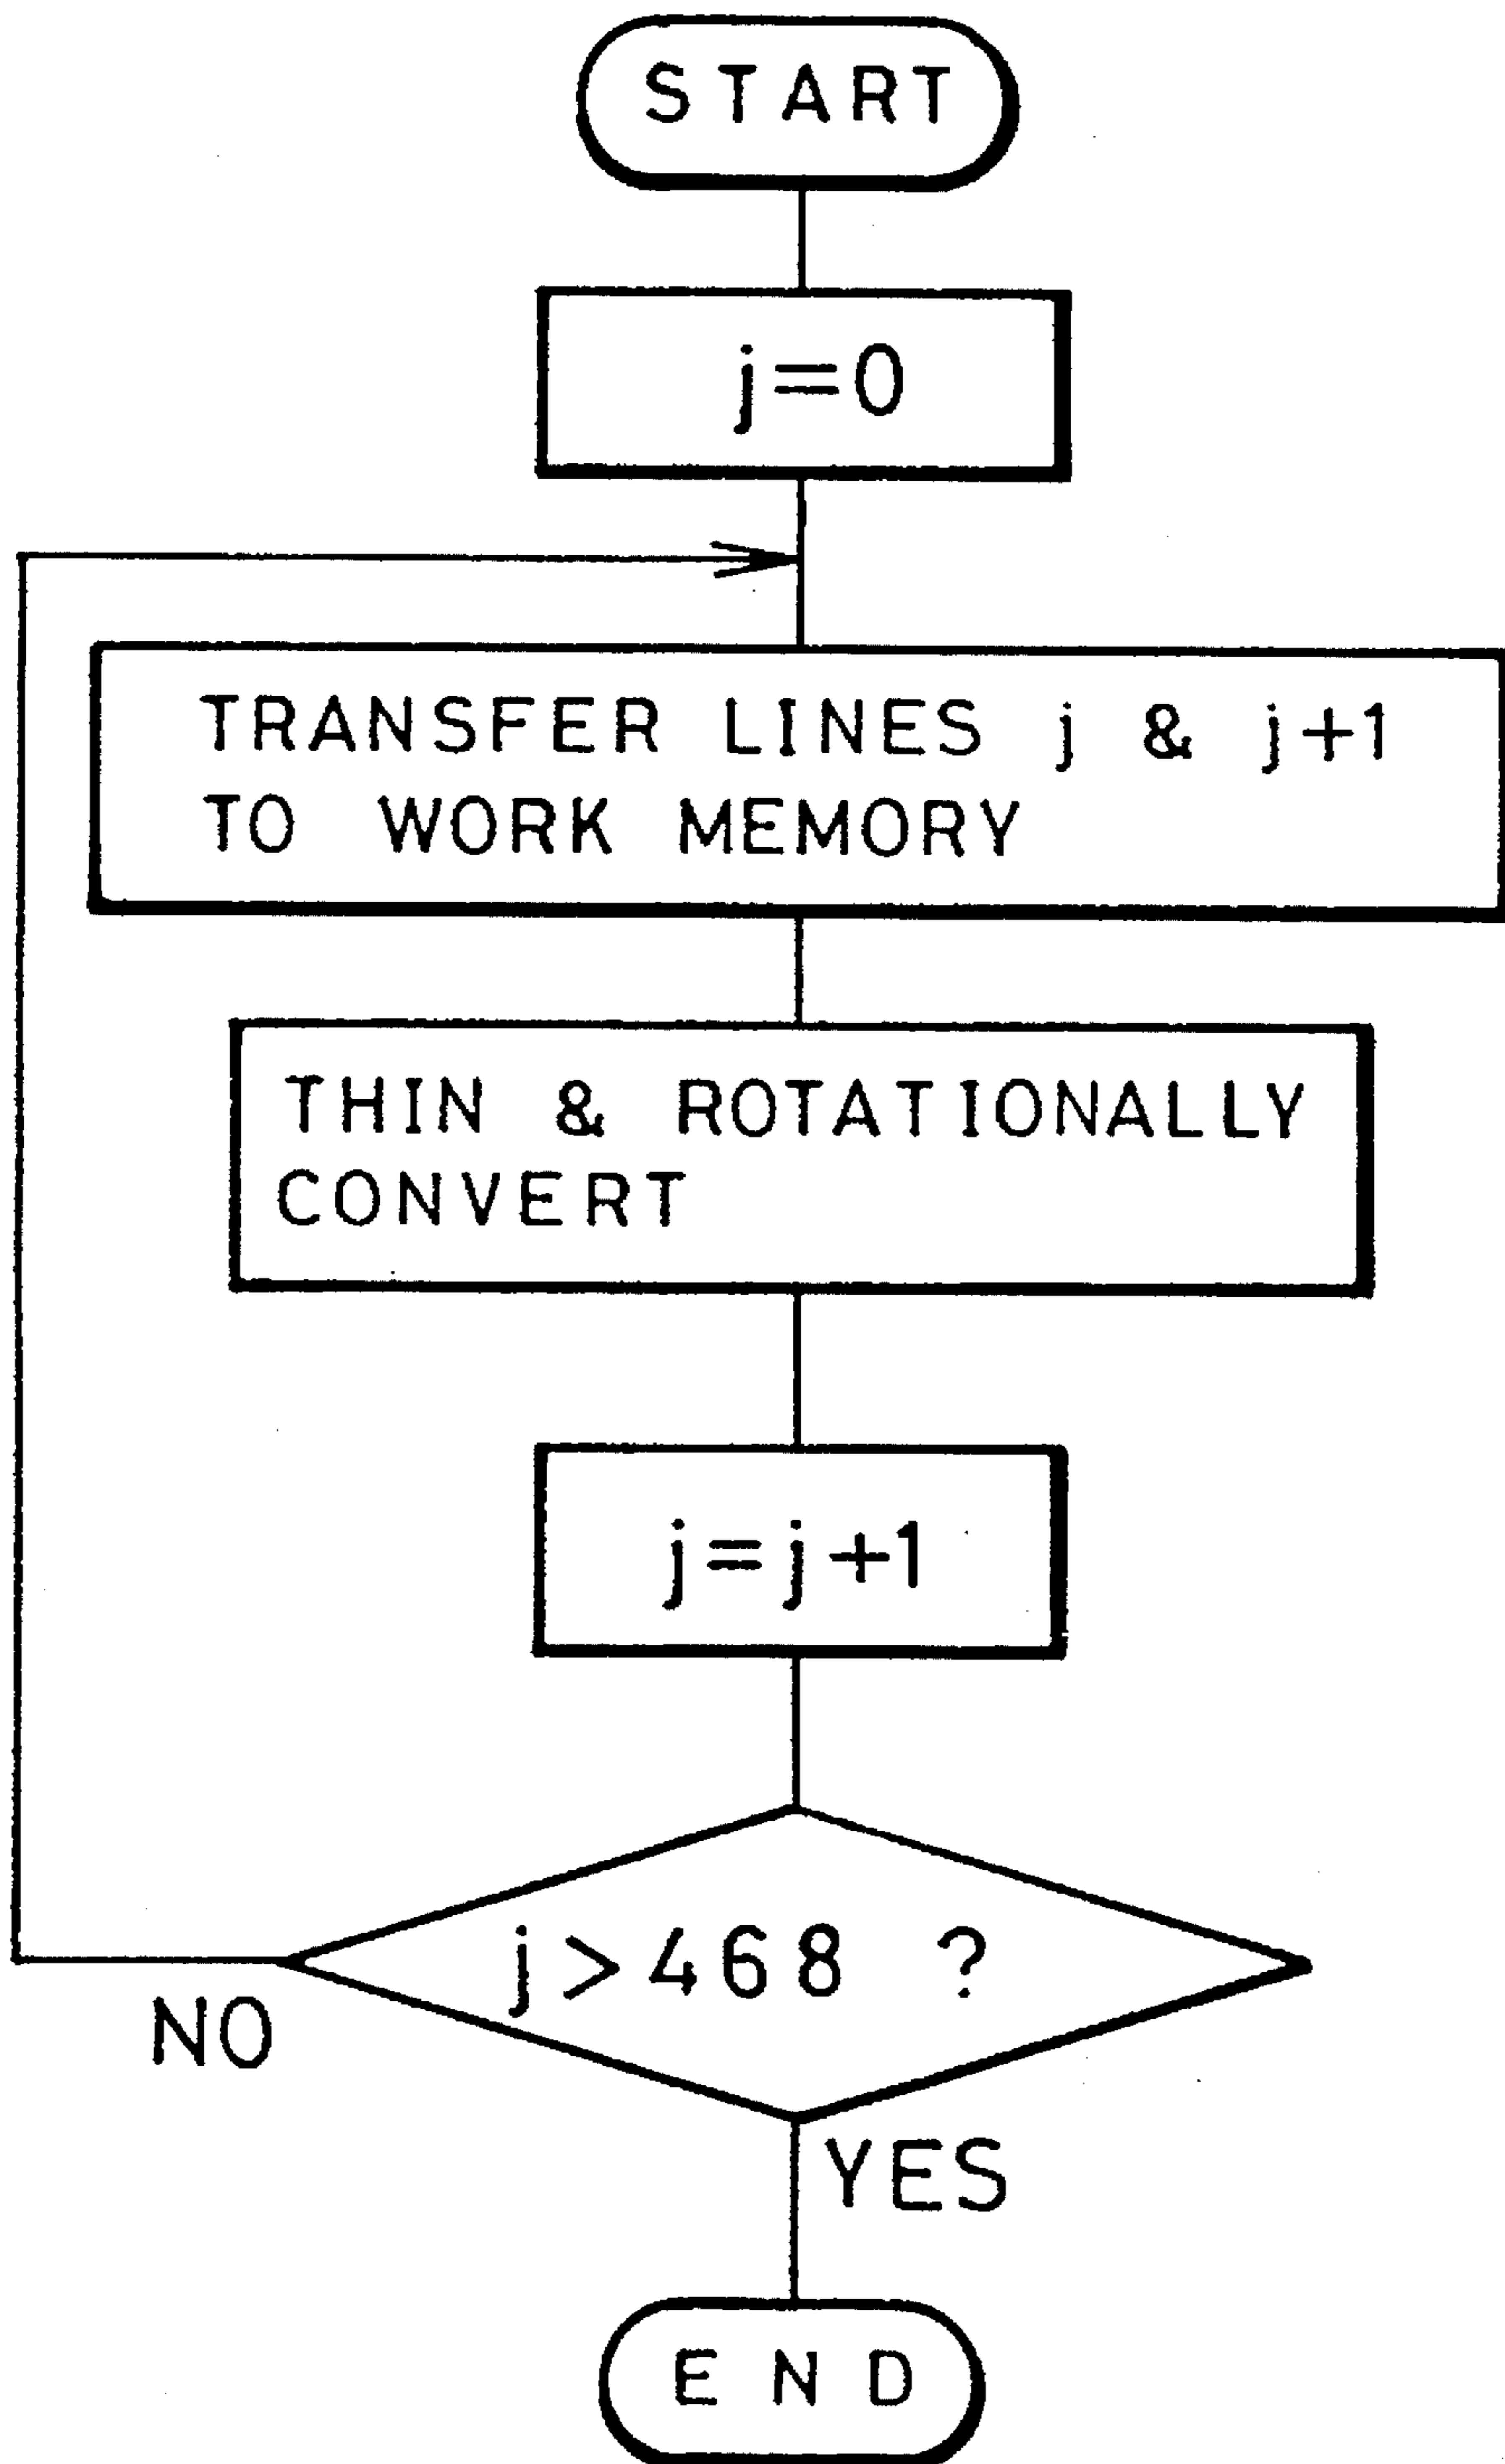 START
j=0
TRANSFER LINES j & j+1
TO WORK MEMORY
THIN & ROTATIONALLY
CONVERT
j=j+1
j>468 ?
NO
YES
END